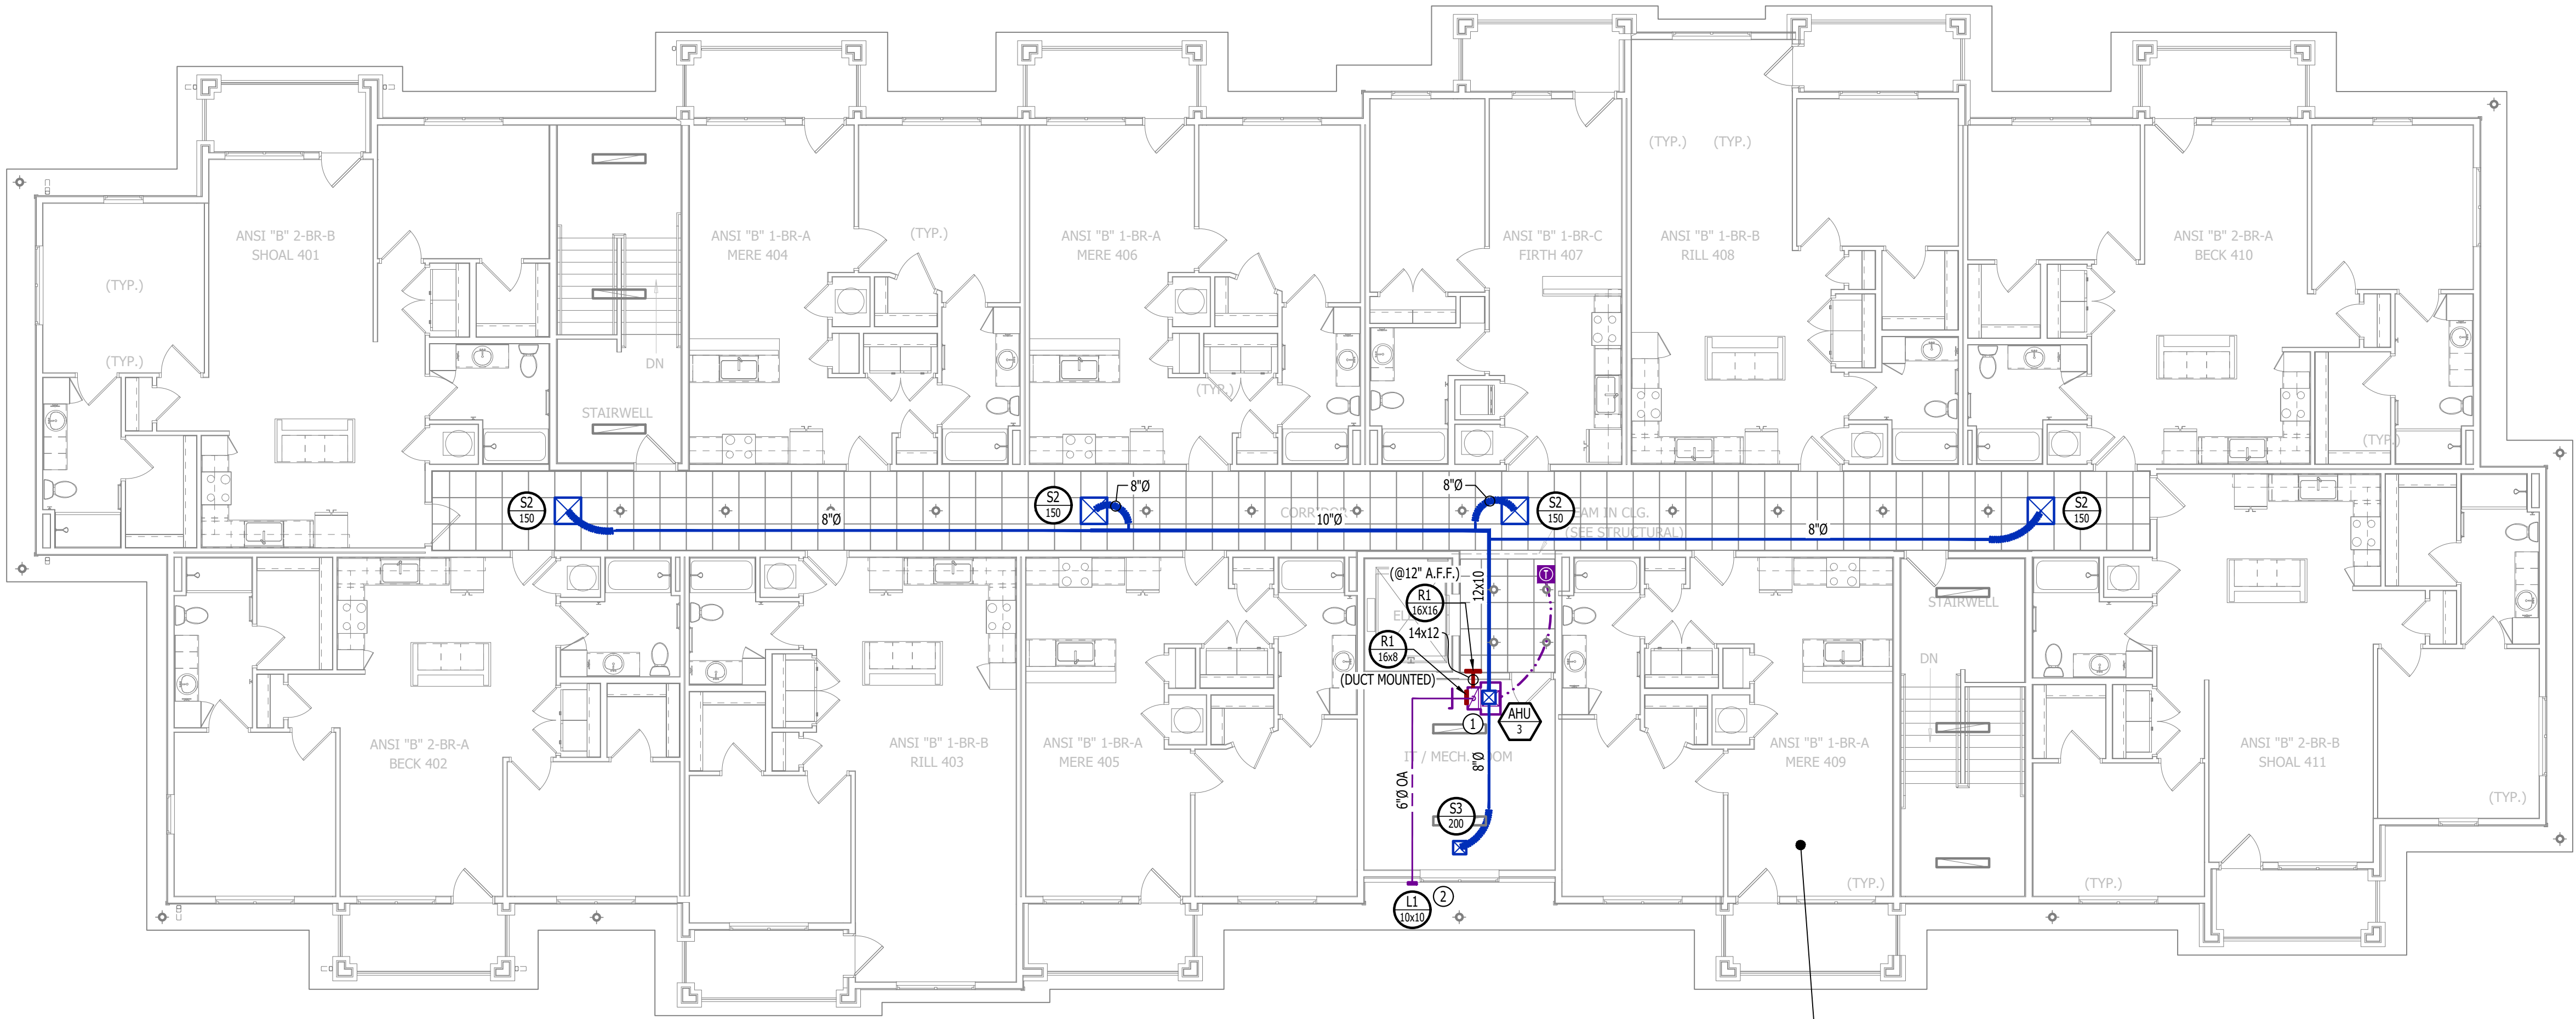 (TYP.) (TYP.)
ANSI "B" 2-BR-B
SHOAL 401
ANSI "B" 1-BR-A
MERE 404
(TYP.)
ANSI "B" 1-BR-A
MERE 406
ANSI "B" 1-BR-C
FIRTH 407
ANSI "B" 1-BR-B
RILL 408
ANSI "B" 2-BR-A
BECK 410
(TYP.)
(TYP.)
DN
(TYP.)
STAIRWELL
(TYP.)
S2
150
8"Ø
S2
150
8"Ø
CORRIDOR
10"Ø
8"Ø
S2
150
BEAM IN CLG.
(SEE STRUCTURAL)
8"Ø
S2
150
(@12" A.F.F.)
12x10
T
R1
16X16
14x12
R1
16x8
(DUCT MOUNTED)
STAIRWELL
DN
1
AHU
3
ANSI "B" 2-BR-A
BECK 402
ANSI "B" 1-BR-B
RILL 403
ANSI "B" 1-BR-A
MERE 405
IT / MECH. ROOM
8"Ø
6"Ø OA
ANSI "B" 1-BR-A
MERE 409
ANSI "B" 2-BR-B
SHOAL 411
(TYP.)
S3
200
(TYP.)
(TYP.)
L1
10x10
2